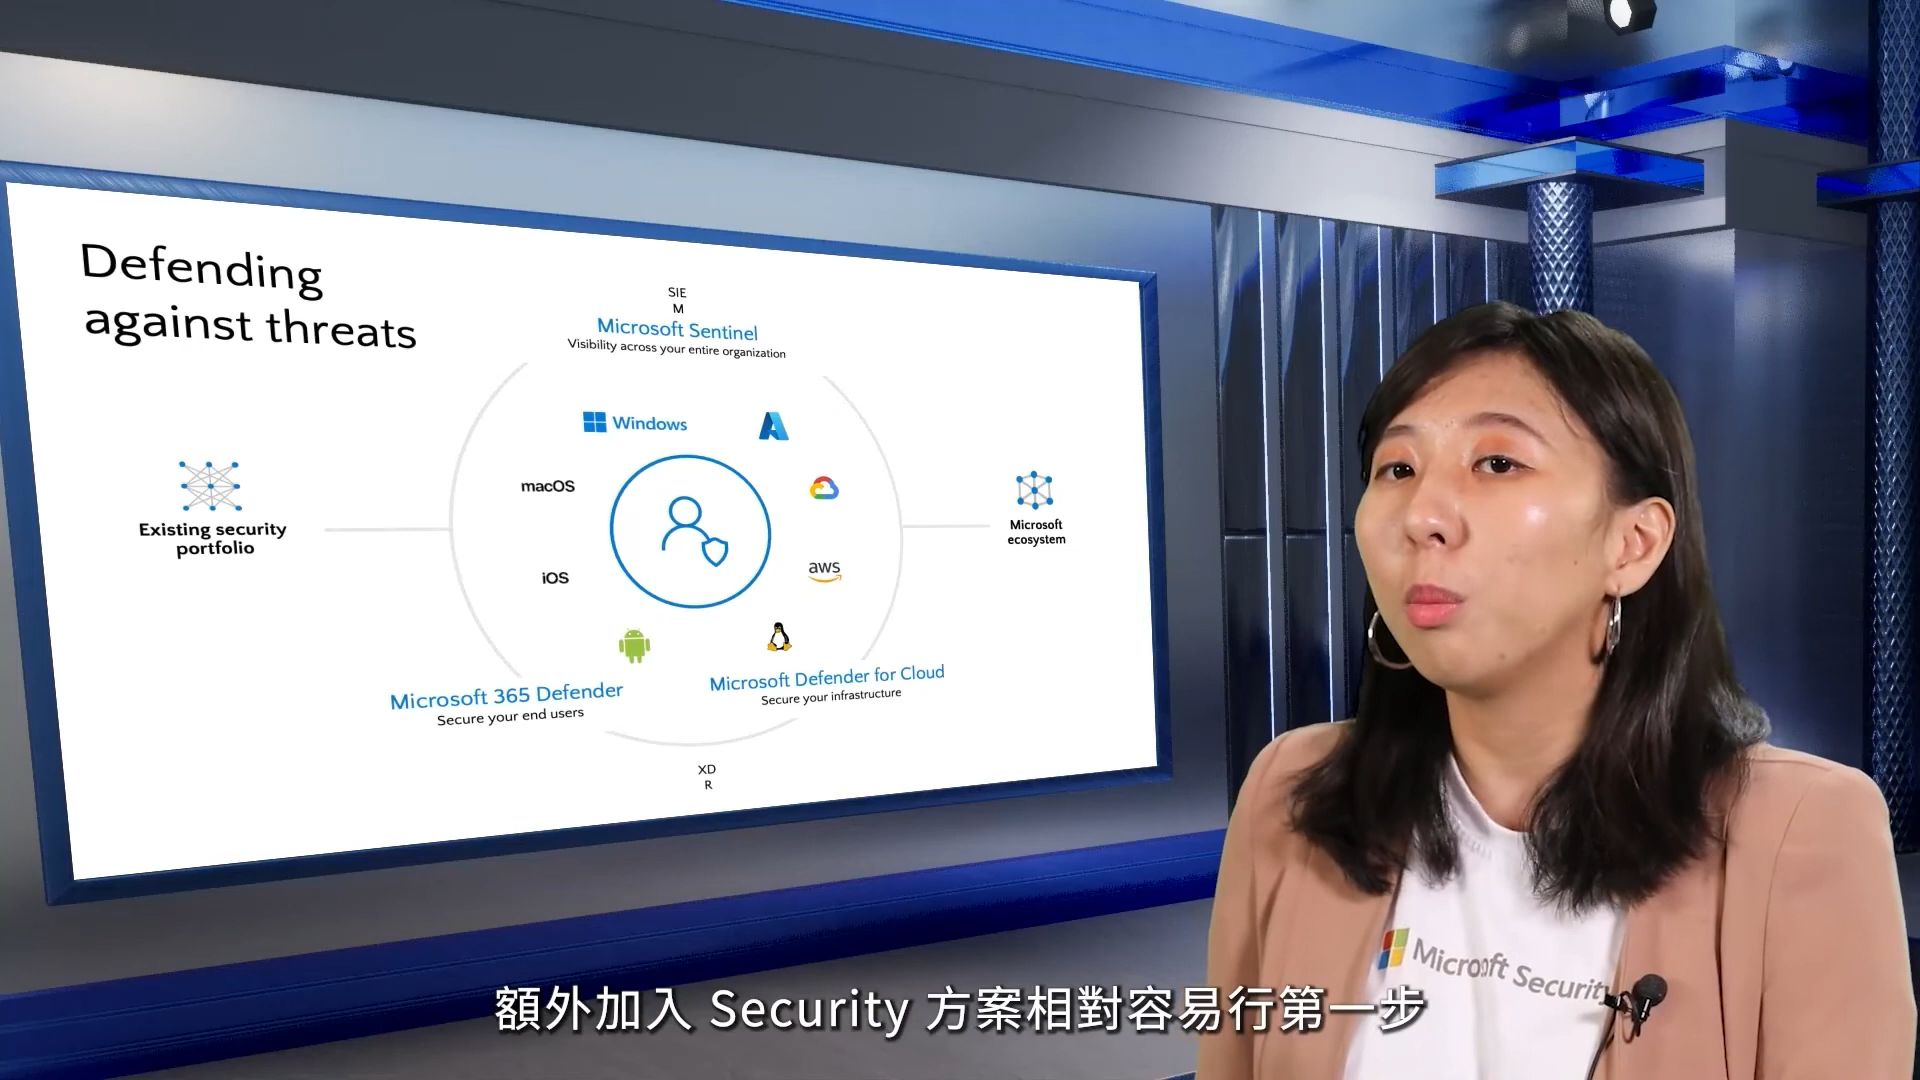 Defending
against threats
SIE
M
Microsoft Sentinel
Visibility across your entire organization
Windows
macOS
Existing security
portfolio
Microsoft
ecosystem
iOS
aws
Microsoft 365 Defender
Secure your end users
Microsoft Defender for Cloud
Secure your infrastructure
XD
R
Microsoft Security
額外加入 Security 方案相對容易行第一步